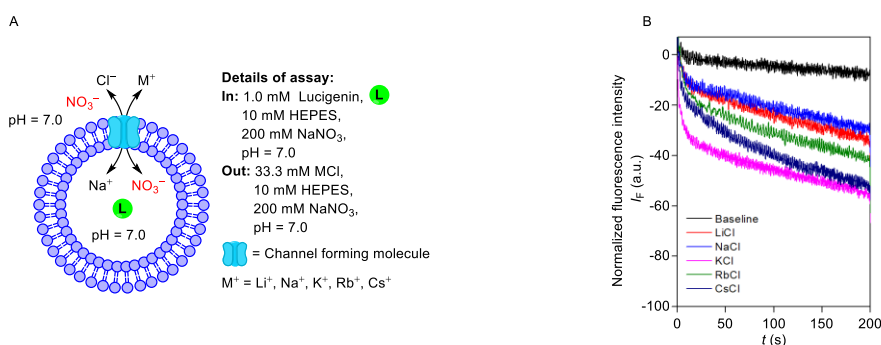 A
Cl⁻ M⁺
NO₃⁻
pH = 7.0
Na⁺ NO₃⁻
L
pH = 7.0
Details of assay:
In: 1.0 mM Lucigenin, L
10 mM HEPES,
200 mM NaNO₃,
pH = 7.0
Out: 33.3 mM MCl,
10 mM HEPES,
200 mM NaNO₃,
pH = 7.0
= Channel forming molecule
M⁺ = Li⁺, Na⁺, K⁺, Rb⁺, Cs⁺
B
Normalized fluorescence intensity
I_F (a.u.)
0
-20
-40
-60
-80
-100
Baseline
LiCl
NaCl
KCl
RbCl
CsCl
0 50 100 150 200
t (s)